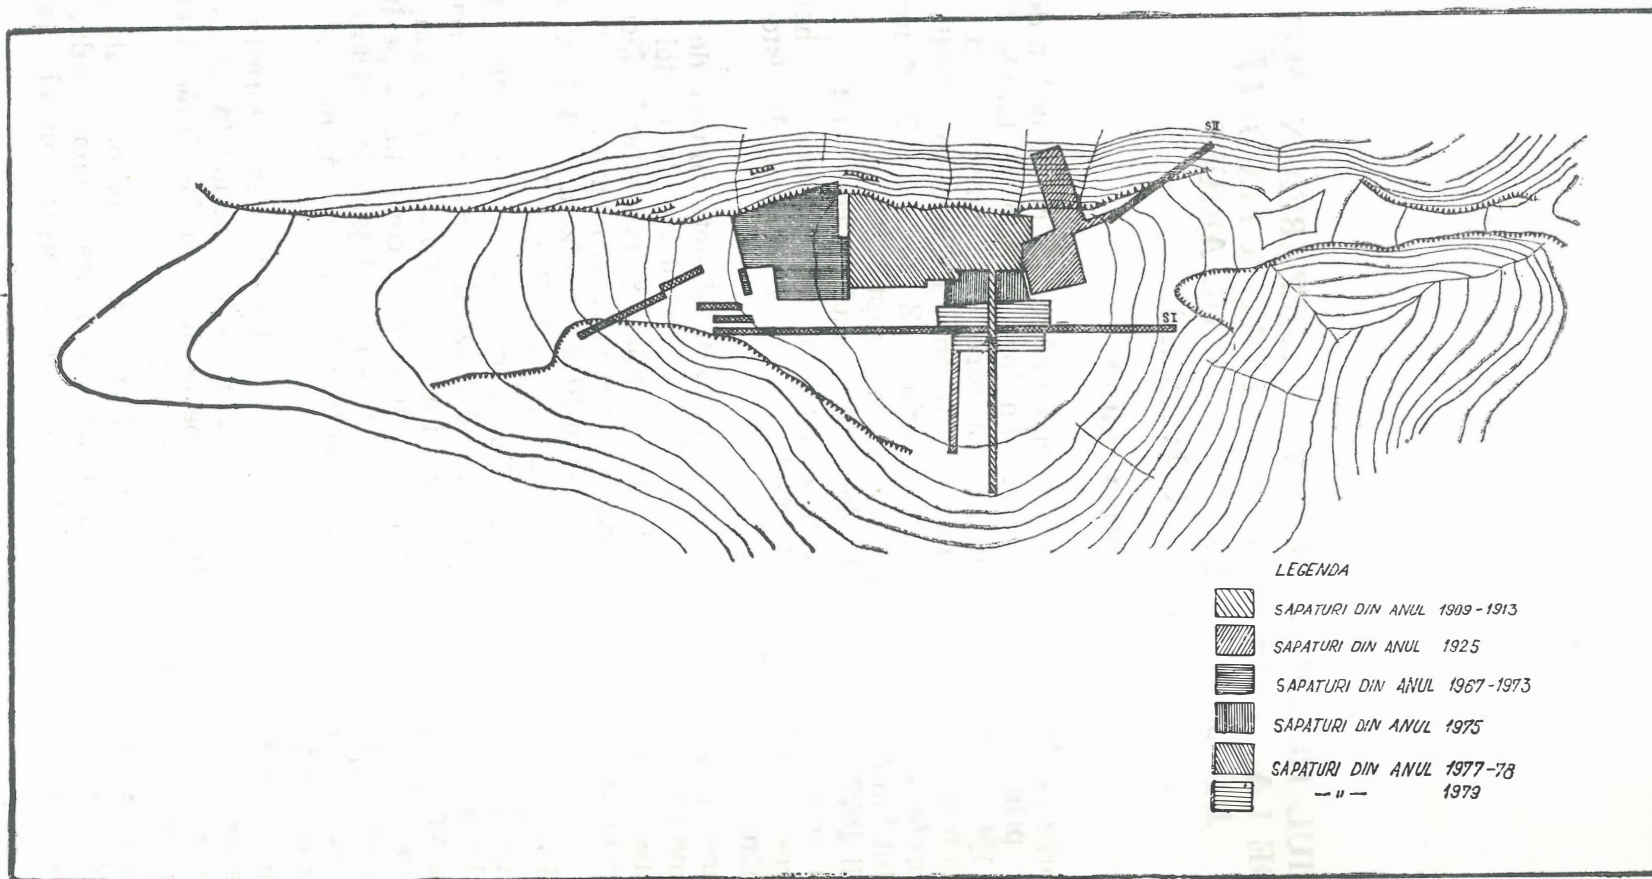 SII
SI
LEGENDA
SAPATURI DIN ANUL 1909-1913
SAPATURI DIN ANUL 1925
SAPATURI DIN ANUL 1967-1973
SAPATURI DIN ANUL 1975
SAPATURI DIN ANUL 1977-78
— " — 1979